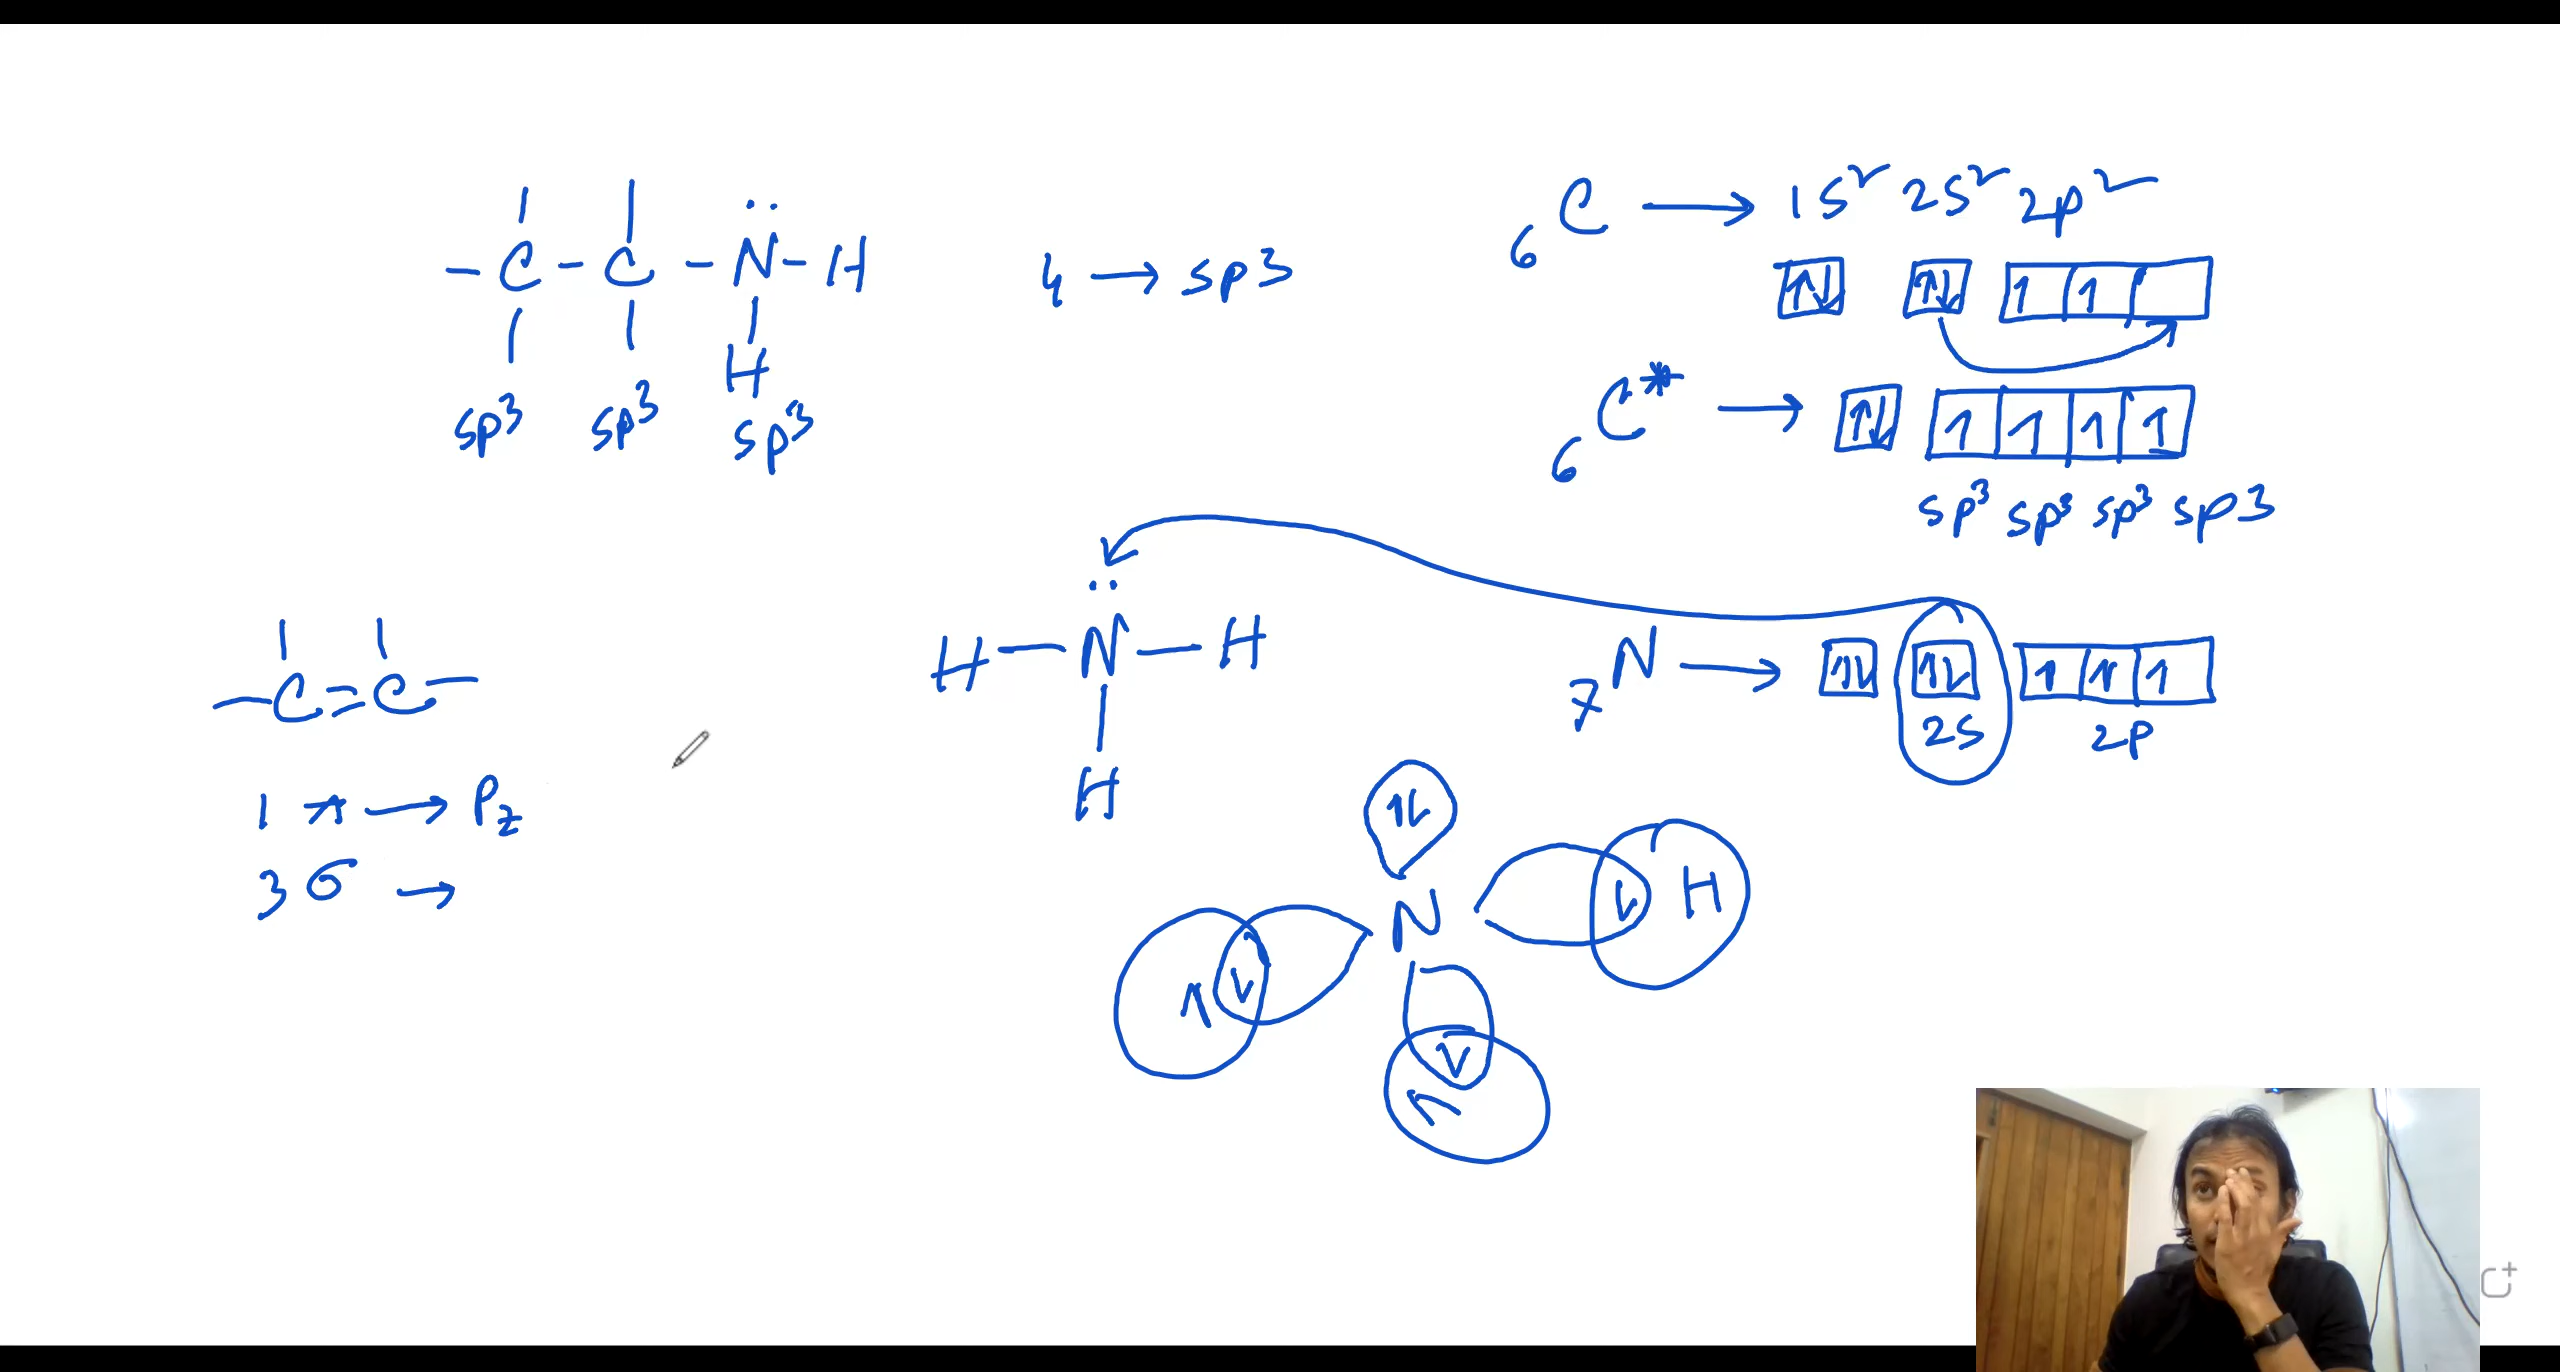 - C - C - N̈ - H
H
sp³ sp³ sp³
4 → sp3
₆C → 1s² 2s² 2p²
↑↓ ↑↓ ↑ ↑
₆C* → ↑↓ ↑ ↑ ↑ ↑
sp³ sp³ sp³ sp3
H - N̈ - H
H
₇N → ↑↓ ↑↓ ↑ ↑ ↑
2s 2p
- C = C -
1 π → Pz
3 σ →
↑↓
N H